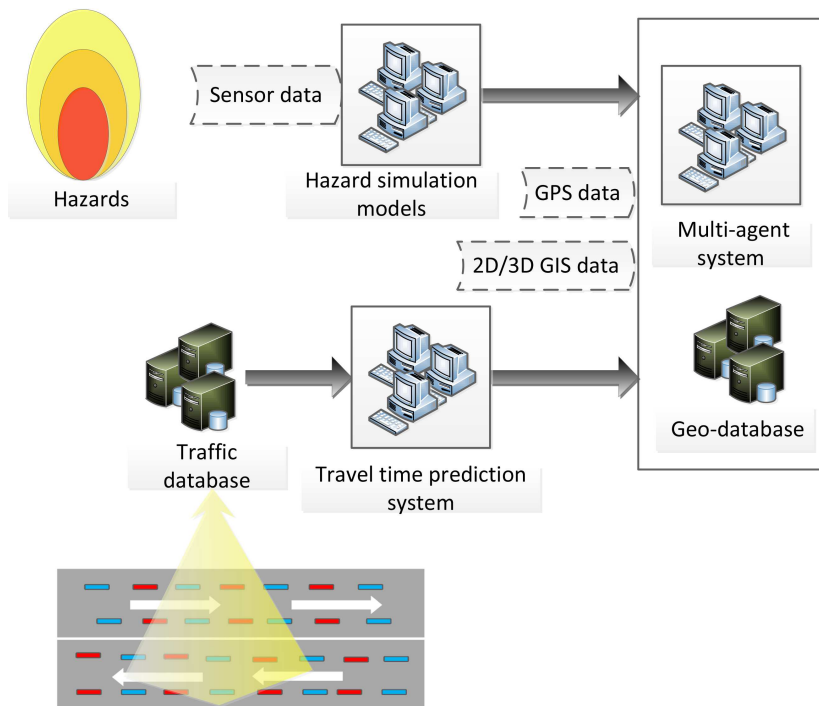 Sensor data
Hazards
Hazard simulation
models
GPS data
Multi-agent
system
2D/3D GIS data
Traffic
database
Travel time prediction
system
Geo-database